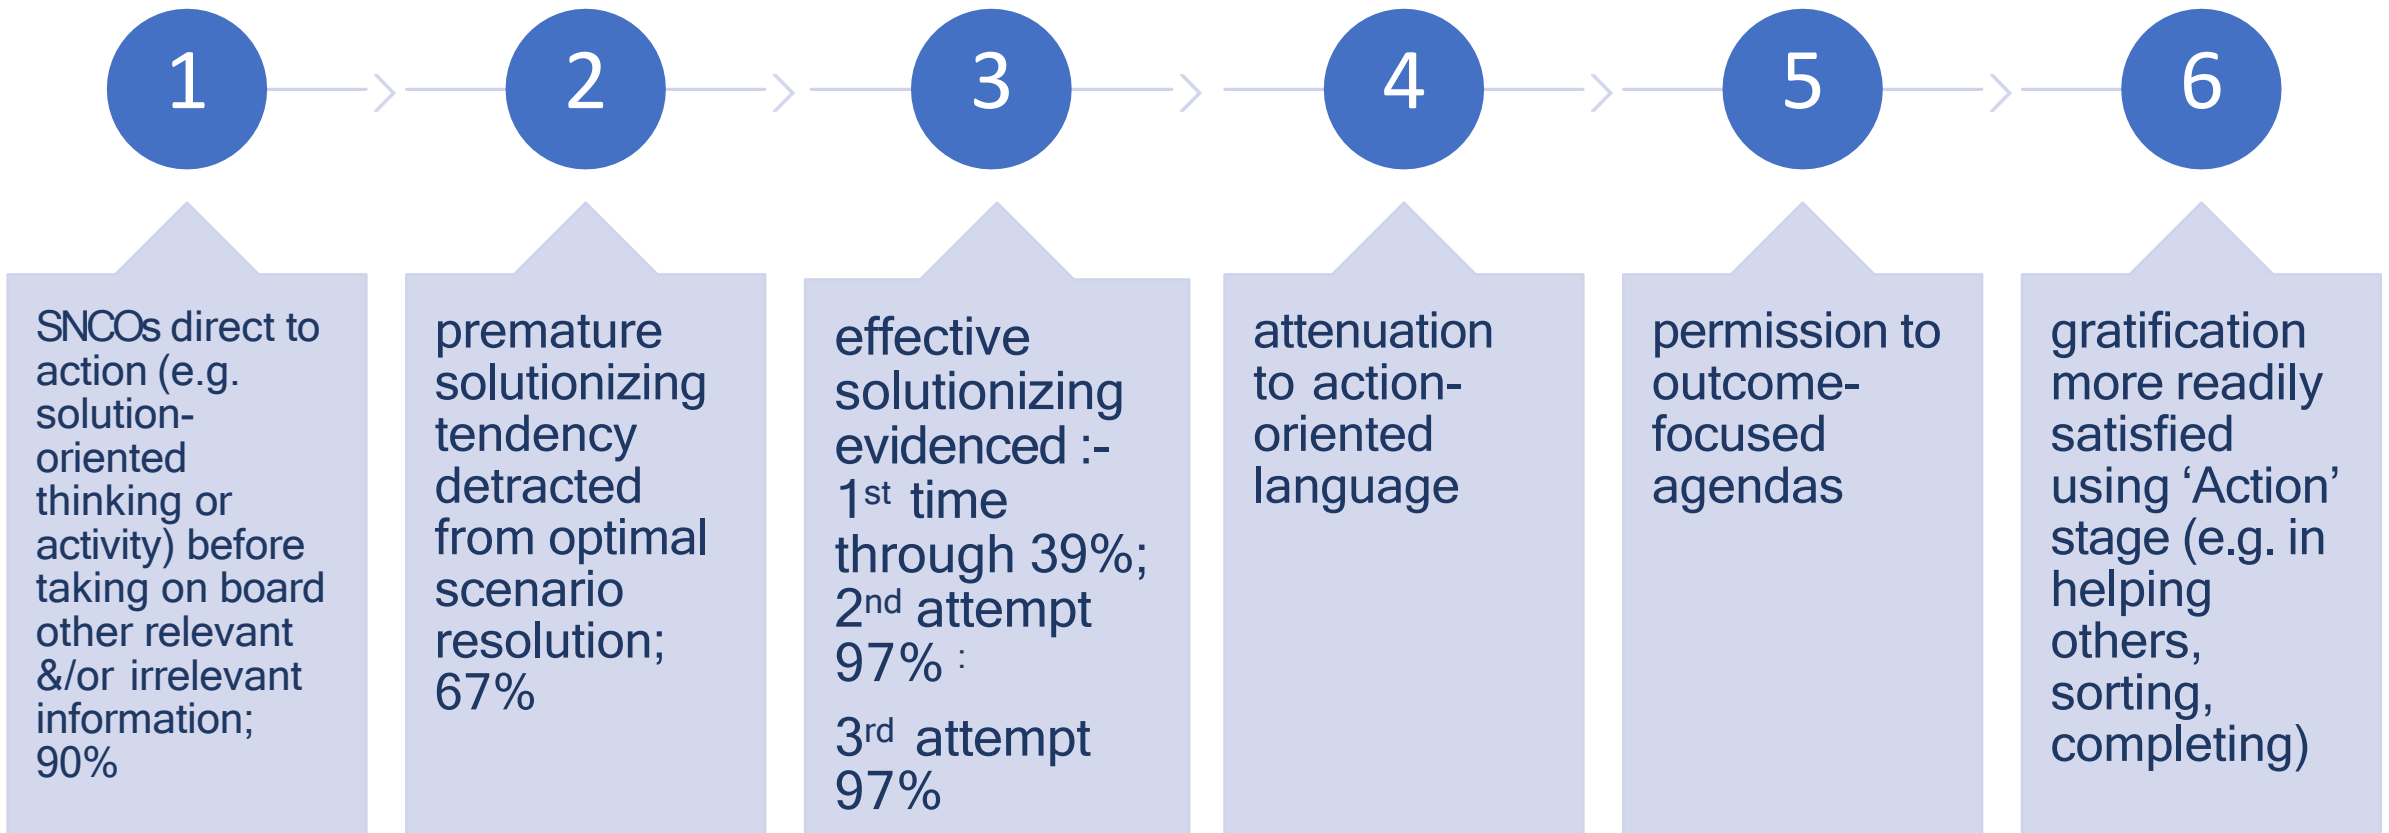 1
2
3
4
5
6
SNCOs direct to
action (e.g.
solution-
oriented
thinking or
activity) before
taking on board
other relevant
&/or irrelevant
information;
90%
premature
solutionizing
tendency
detracted
from optimal
scenario
resolution;
67%
effective
solutionizing
evidenced :-
1st time
through 39%;
2nd attempt
97% :
3rd attempt
97%
attenuation
to action-
oriented
language
permission to
outcome-
focused
agendas
gratification
more readily
satisfied
using ‘Action’
stage (e.g. in
helping
others,
sorting,
completing)